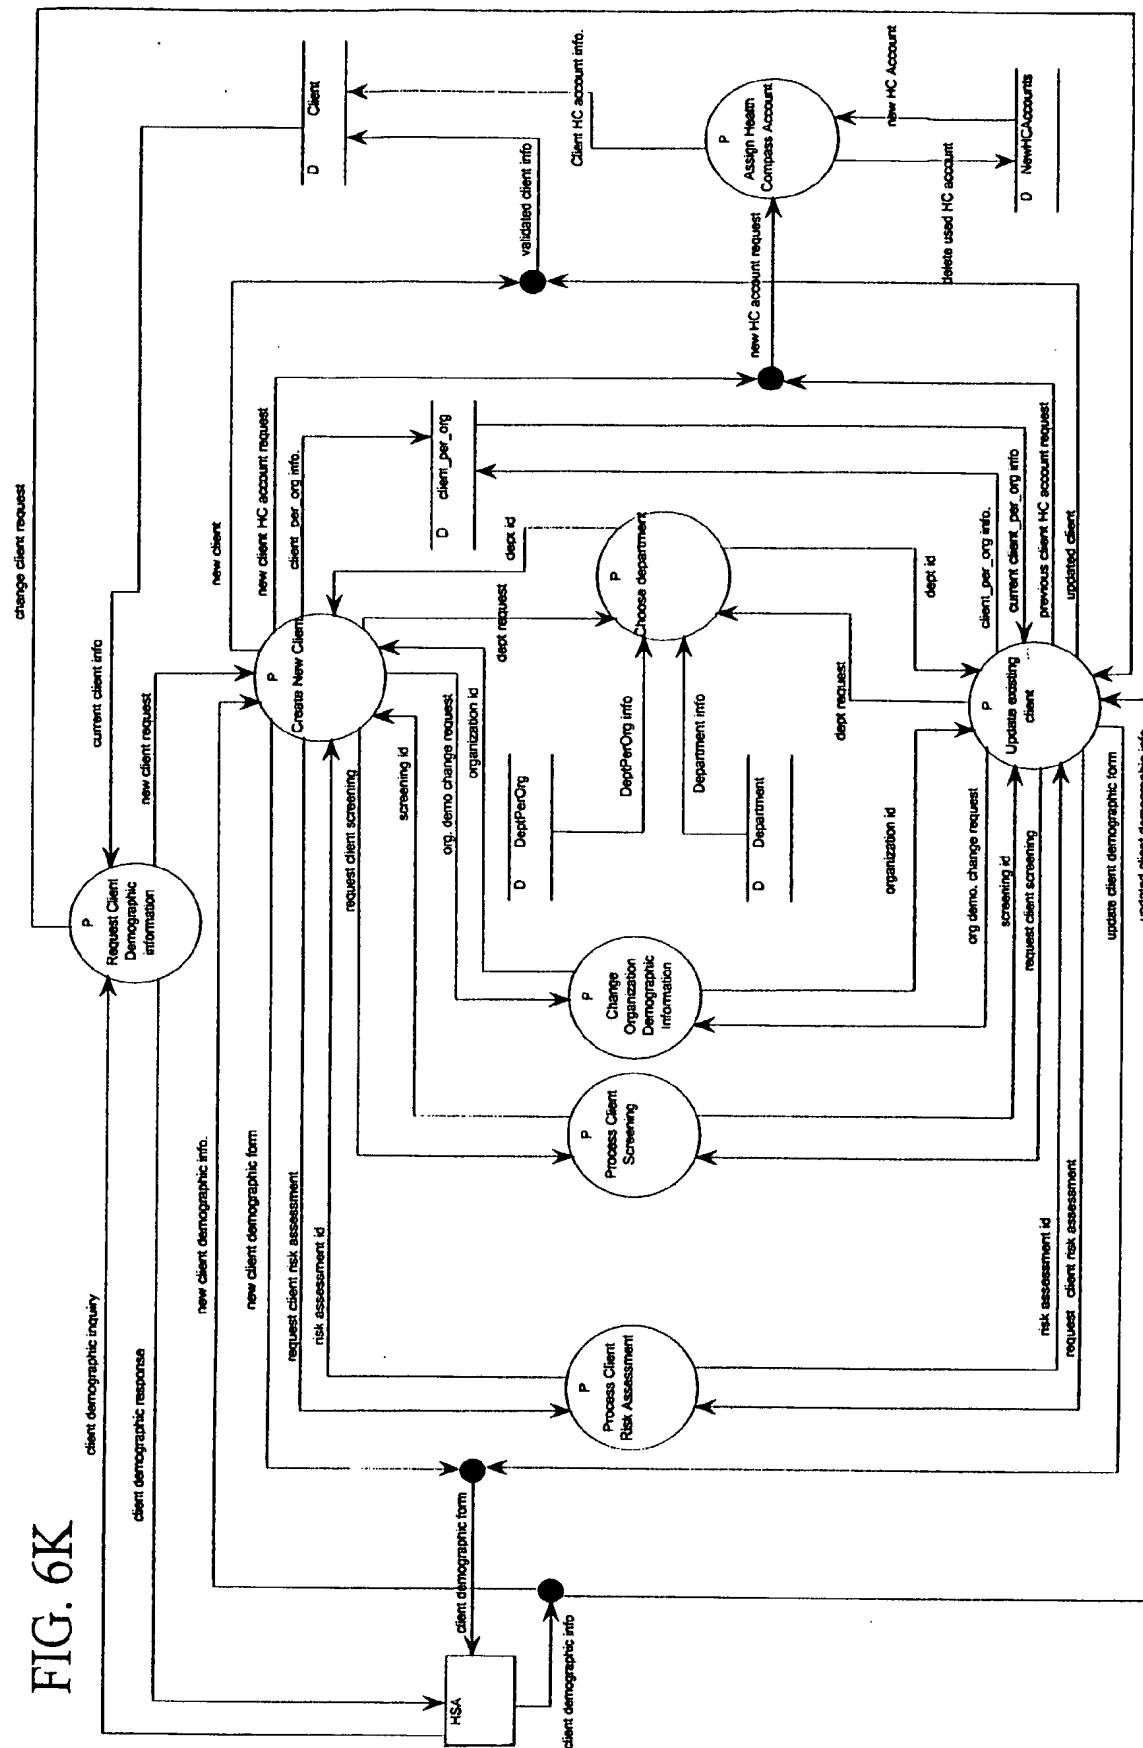 FIG. 6K
client demographic inquiry
client demographic response
change client request
current client info
new client request
P
Request Client
Demographic
information
new client demographic info.
new client demographic form
request client risk assessment
risk assessment id
request client screening
screening id
org. demo change request
organization id
new client
new client HC account request
client_per_org info.
P
Create New Client
dept request
dept id
D Client
validated client info
Client HC account info.
D client_per_org
HSA
client demographic form
client demographic info
P
Process Client
Risk Assessment
P
Process Client
Screening
P
Change
Organization
Demographic
Information
D DeptPerOrg
DeptPerOrg info
Department info
D Department
P
Choose department
new HC account request
P
Assign Health
Compass Account
new HC Account
delete used HC account
D NewHCAccounts
dept request
dept id
organization id
org demo. change request
screening id
request client screening
risk assessment id
request client risk assessment
update client demographic form
P
Update existing
client
client_per_org info.
current client_per_org info
previous client HC account request
updated client
updated client demographic info